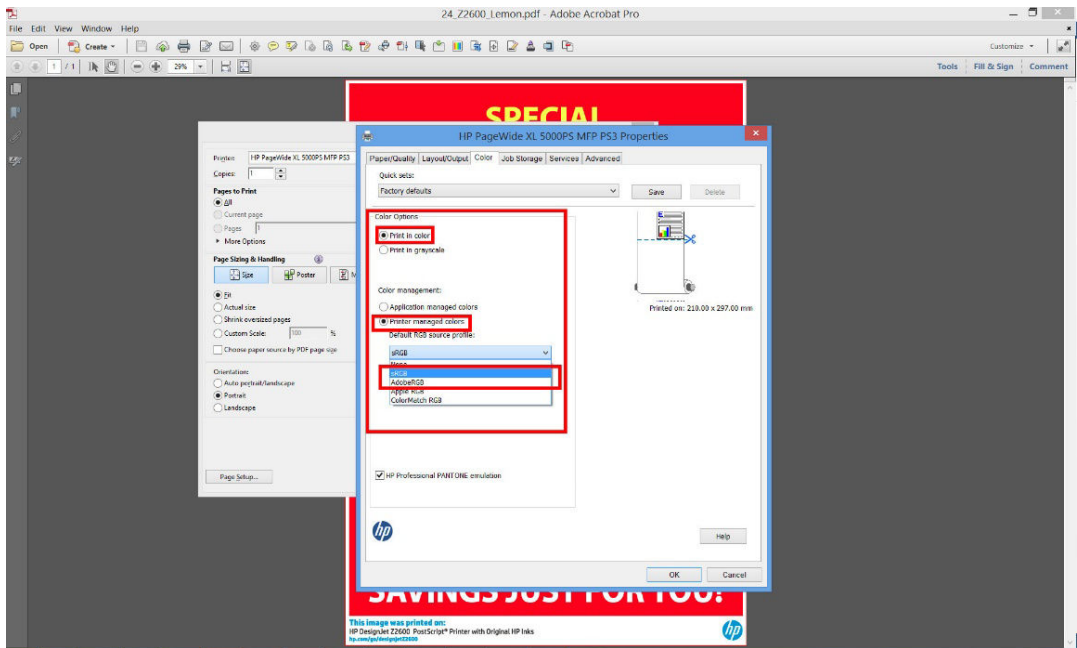 24_Z2600_Lemon.pdf - Adobe Acrobat Pro
File Edit View Window Help
Open Create Customize
1 / 1 29% Tools Fill & Sign Comment
SPECIAL
HP PageWide XL 5000PS MFP PS3 Properties
Printer: HP PageWide XL 5000PS MFP PS3
Copies: 1
Pages to Print
All
Current page
Pages 1
More Options
Page Sizing & Handling
Size Poster M
Fit
Actual size
Shrink oversized pages
Custom Scale: 100 %
Choose paper source by PDF page size
Orientation:
Auto portrait/landscape
Portrait
Landscape
Page Setup...
Paper/Quality Layout/Output Color Job Storage Services Advanced
Quick sets:
Factory defaults Save Delete
Color Options
Print in color
Print in grayscale
Color management:
Application managed colors
Printer managed colors
Default RGB source profile:
sRGB
None
sRGB
AdobeRGB
Apple RGB
ColorMatch RGB
HP Professional PANTONE emulation
Printed on: 210.00 x 297.00 mm
hp
Help
OK Cancel
SAVINGS JUST FOR YOU!
This image was printed on:
HP DesignJet Z2600 PostScript® Printer with Original HP Inks
hp.com/go/designjetZ2600
hp